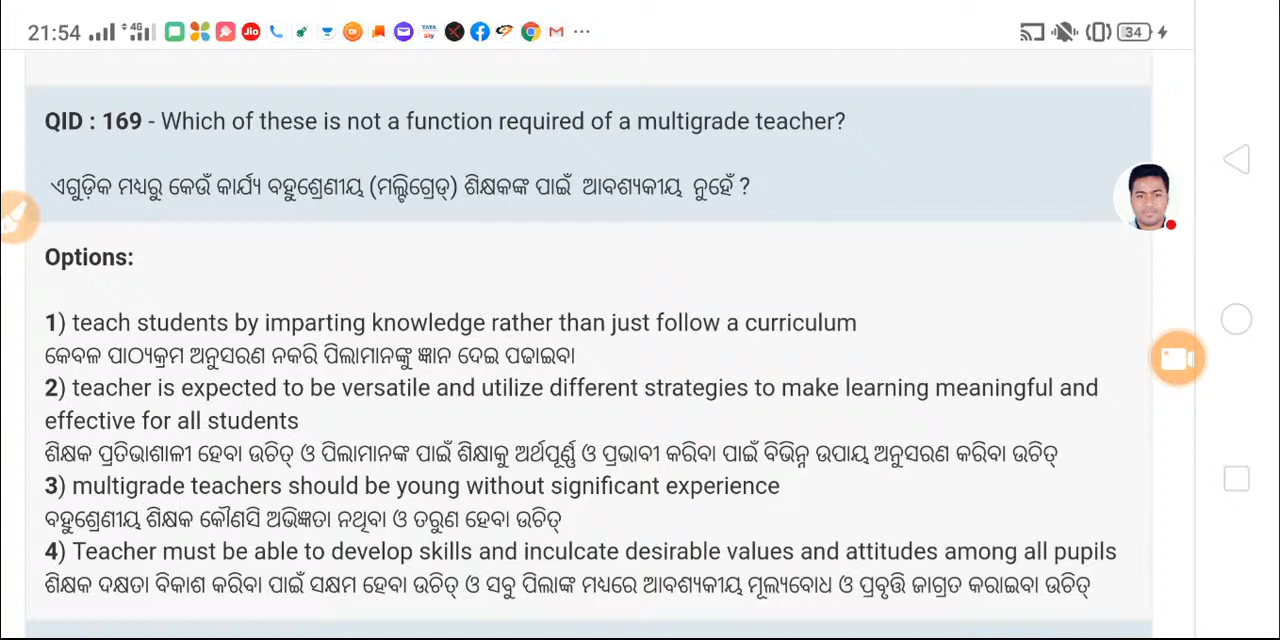 21:54 4G Jio TATA sky ... 34
QID : 169 - Which of these is not a function required of a multigrade teacher?
ଏଗୁଡ଼ିକ ମଧ୍ୟରୁ କେଉଁ କାର୍ଯ୍ୟ ବହୁଶ୍ରେଣୀୟ (ମଲ୍ଟିଗ୍ରେଡ୍) ଶିକ୍ଷକଙ୍କ ପାଇଁ ଆବଶ୍ୟକୀୟ ନୁହେଁ ?
Options:
1) teach students by imparting knowledge rather than just follow a curriculum
କେବଳ ପାଠ୍ୟକ୍ରମ ଅନୁସରଣ ନକରି ପିଲାମାନଙ୍କୁ ଜ୍ଞାନ ଦେଇ ପଢାଇବା
2) teacher is expected to be versatile and utilize different strategies to make learning meaningful and
effective for all students
ଶିକ୍ଷକ ପ୍ରତିଭାଶାଳୀ ହେବା ଉଚିତ୍ ଓ ପିଲାମାନଙ୍କ ପାଇଁ ଶିକ୍ଷାକୁ ଅର୍ଥପୂର୍ଣ୍ଣ ଓ ପ୍ରଭାବୀ କରିବା ପାଇଁ ବିଭିନ୍ନ ଉପାୟ ଅନୁସରଣ କରିବା ଉଚିତ୍
3) multigrade teachers should be young without significant experience
ବହୁଶ୍ରେଣୀୟ ଶିକ୍ଷକ କୌଣସି ଅଭିଜ୍ଞତା ନଥିବା ଓ ତରୁଣ ହେବା ଉଚିତ୍
4) Teacher must be able to develop skills and inculcate desirable values and attitudes among all pupils
ଶିକ୍ଷକ ଦକ୍ଷତା ବିକାଶ କରିବା ପାଇଁ ସକ୍ଷମ ହେବା ଉଚିତ୍ ଓ ସବୁ ପିଲାଙ୍କ ମଧ୍ୟରେ ଆବଶ୍ୟକୀୟ ମୂଲ୍ୟବୋଧ ଓ ପ୍ରବୃତ୍ତି ଜାଗ୍ରତ କରାଇବା ଉଚିତ୍